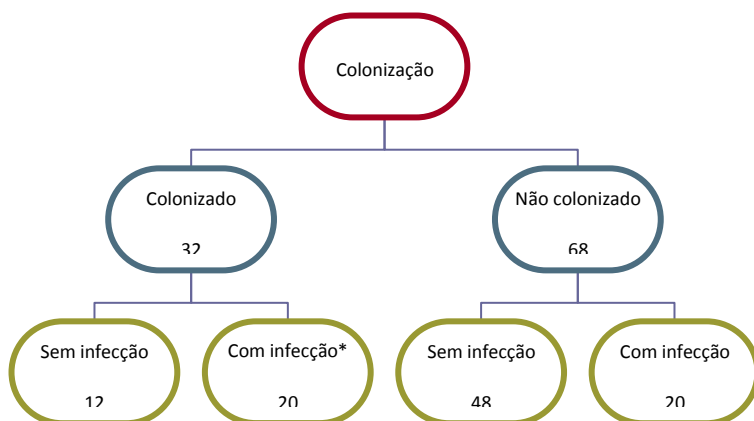 Colonização
Colonizado
32
Não colonizado
68
Sem infecção
12
Com infecção*
20
Sem infecção
48
Com infecção
20